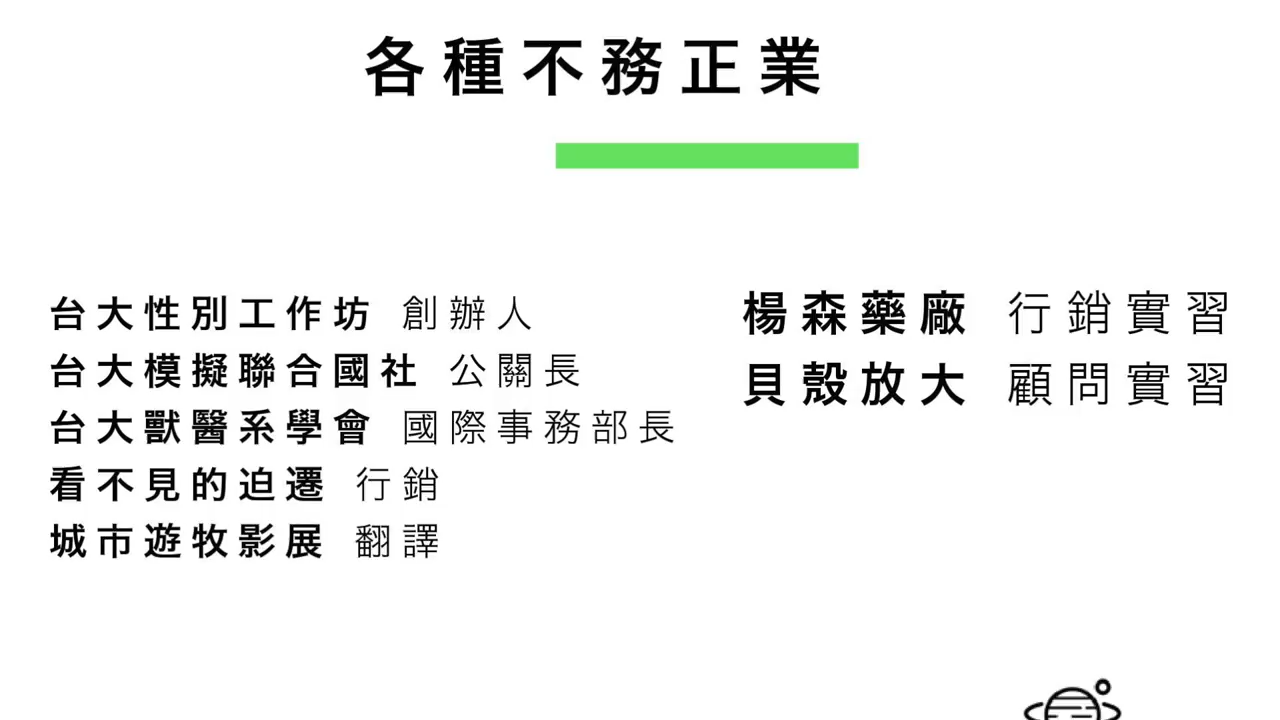 各種不務正業
台大性別工作坊 創辦人
台大模擬聯合國社 公關長
台大獸醫系學會 國際事務部長
看不見的迫遷 行銷
城市遊牧影展 翻譯
楊森藥廠 行銷實習
貝殼放大 顧問實習